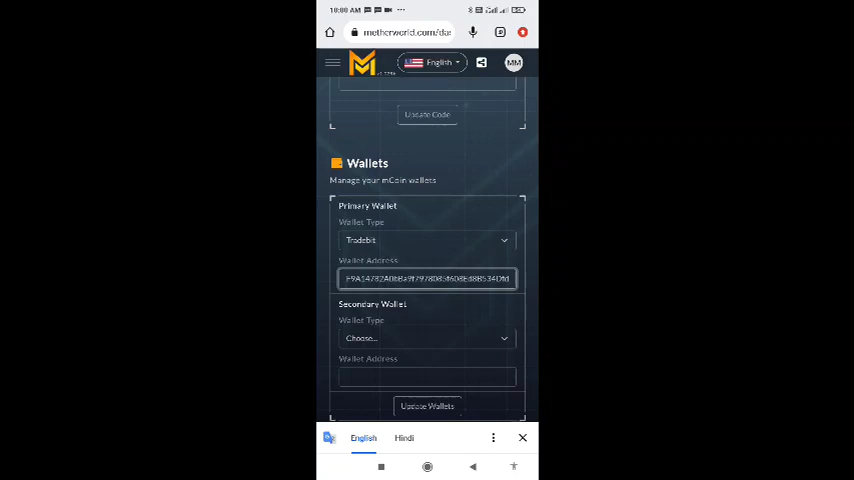 10:00 AM
metherworld.com/da
English
MM
Update Code
Wallets
Manage your mCoin wallets
Primary Wallet
Wallet Type
Tradebit
Wallet Address
Secondary Wallet
Wallet Type
Choose...
Wallet Address
Update Wallets
English Hindi